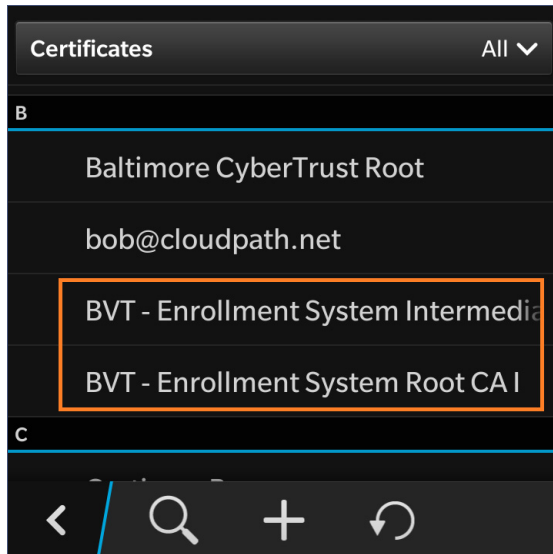 Certificates
All
B
Baltimore CyberTrust Root
bob@cloudpath.net
BVT - Enrollment System Intermedia
BVT - Enrollment System Root CA I
C